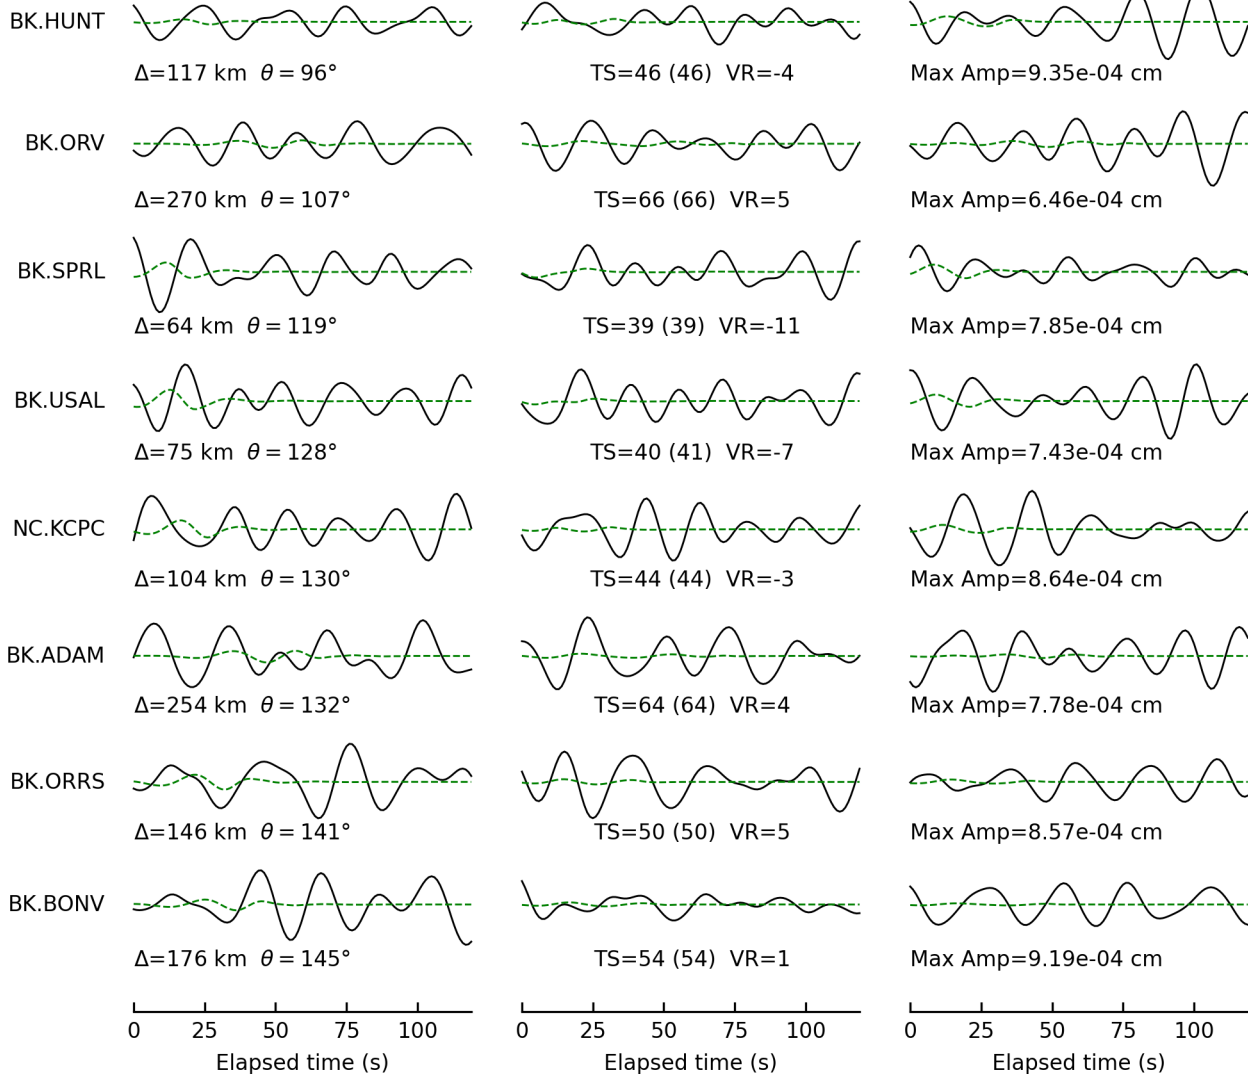 BK.HUNT
Δ=117 km θ = 96° TS=46 (46) VR=-4 Max Amp=9.35e-04 cm
BK.ORV
Δ=270 km θ = 107° TS=66 (66) VR=5 Max Amp=6.46e-04 cm
BK.SPRL
Δ=64 km θ = 119° TS=39 (39) VR=-11 Max Amp=7.85e-04 cm
BK.USAL
Δ=75 km θ = 128° TS=40 (41) VR=-7 Max Amp=7.43e-04 cm
NC.KCPC
Δ=104 km θ = 130° TS=44 (44) VR=-3 Max Amp=8.64e-04 cm
BK.ADAM
Δ=254 km θ = 132° TS=64 (64) VR=4 Max Amp=7.78e-04 cm
BK.ORRS
Δ=146 km θ = 141° TS=50 (50) VR=5 Max Amp=8.57e-04 cm
BK.BONV
Δ=176 km θ = 145° TS=54 (54) VR=1 Max Amp=9.19e-04 cm
0 25 50 75 100 0 25 50 75 100 0 25 50 75 100
Elapsed time (s) Elapsed time (s) Elapsed time (s)